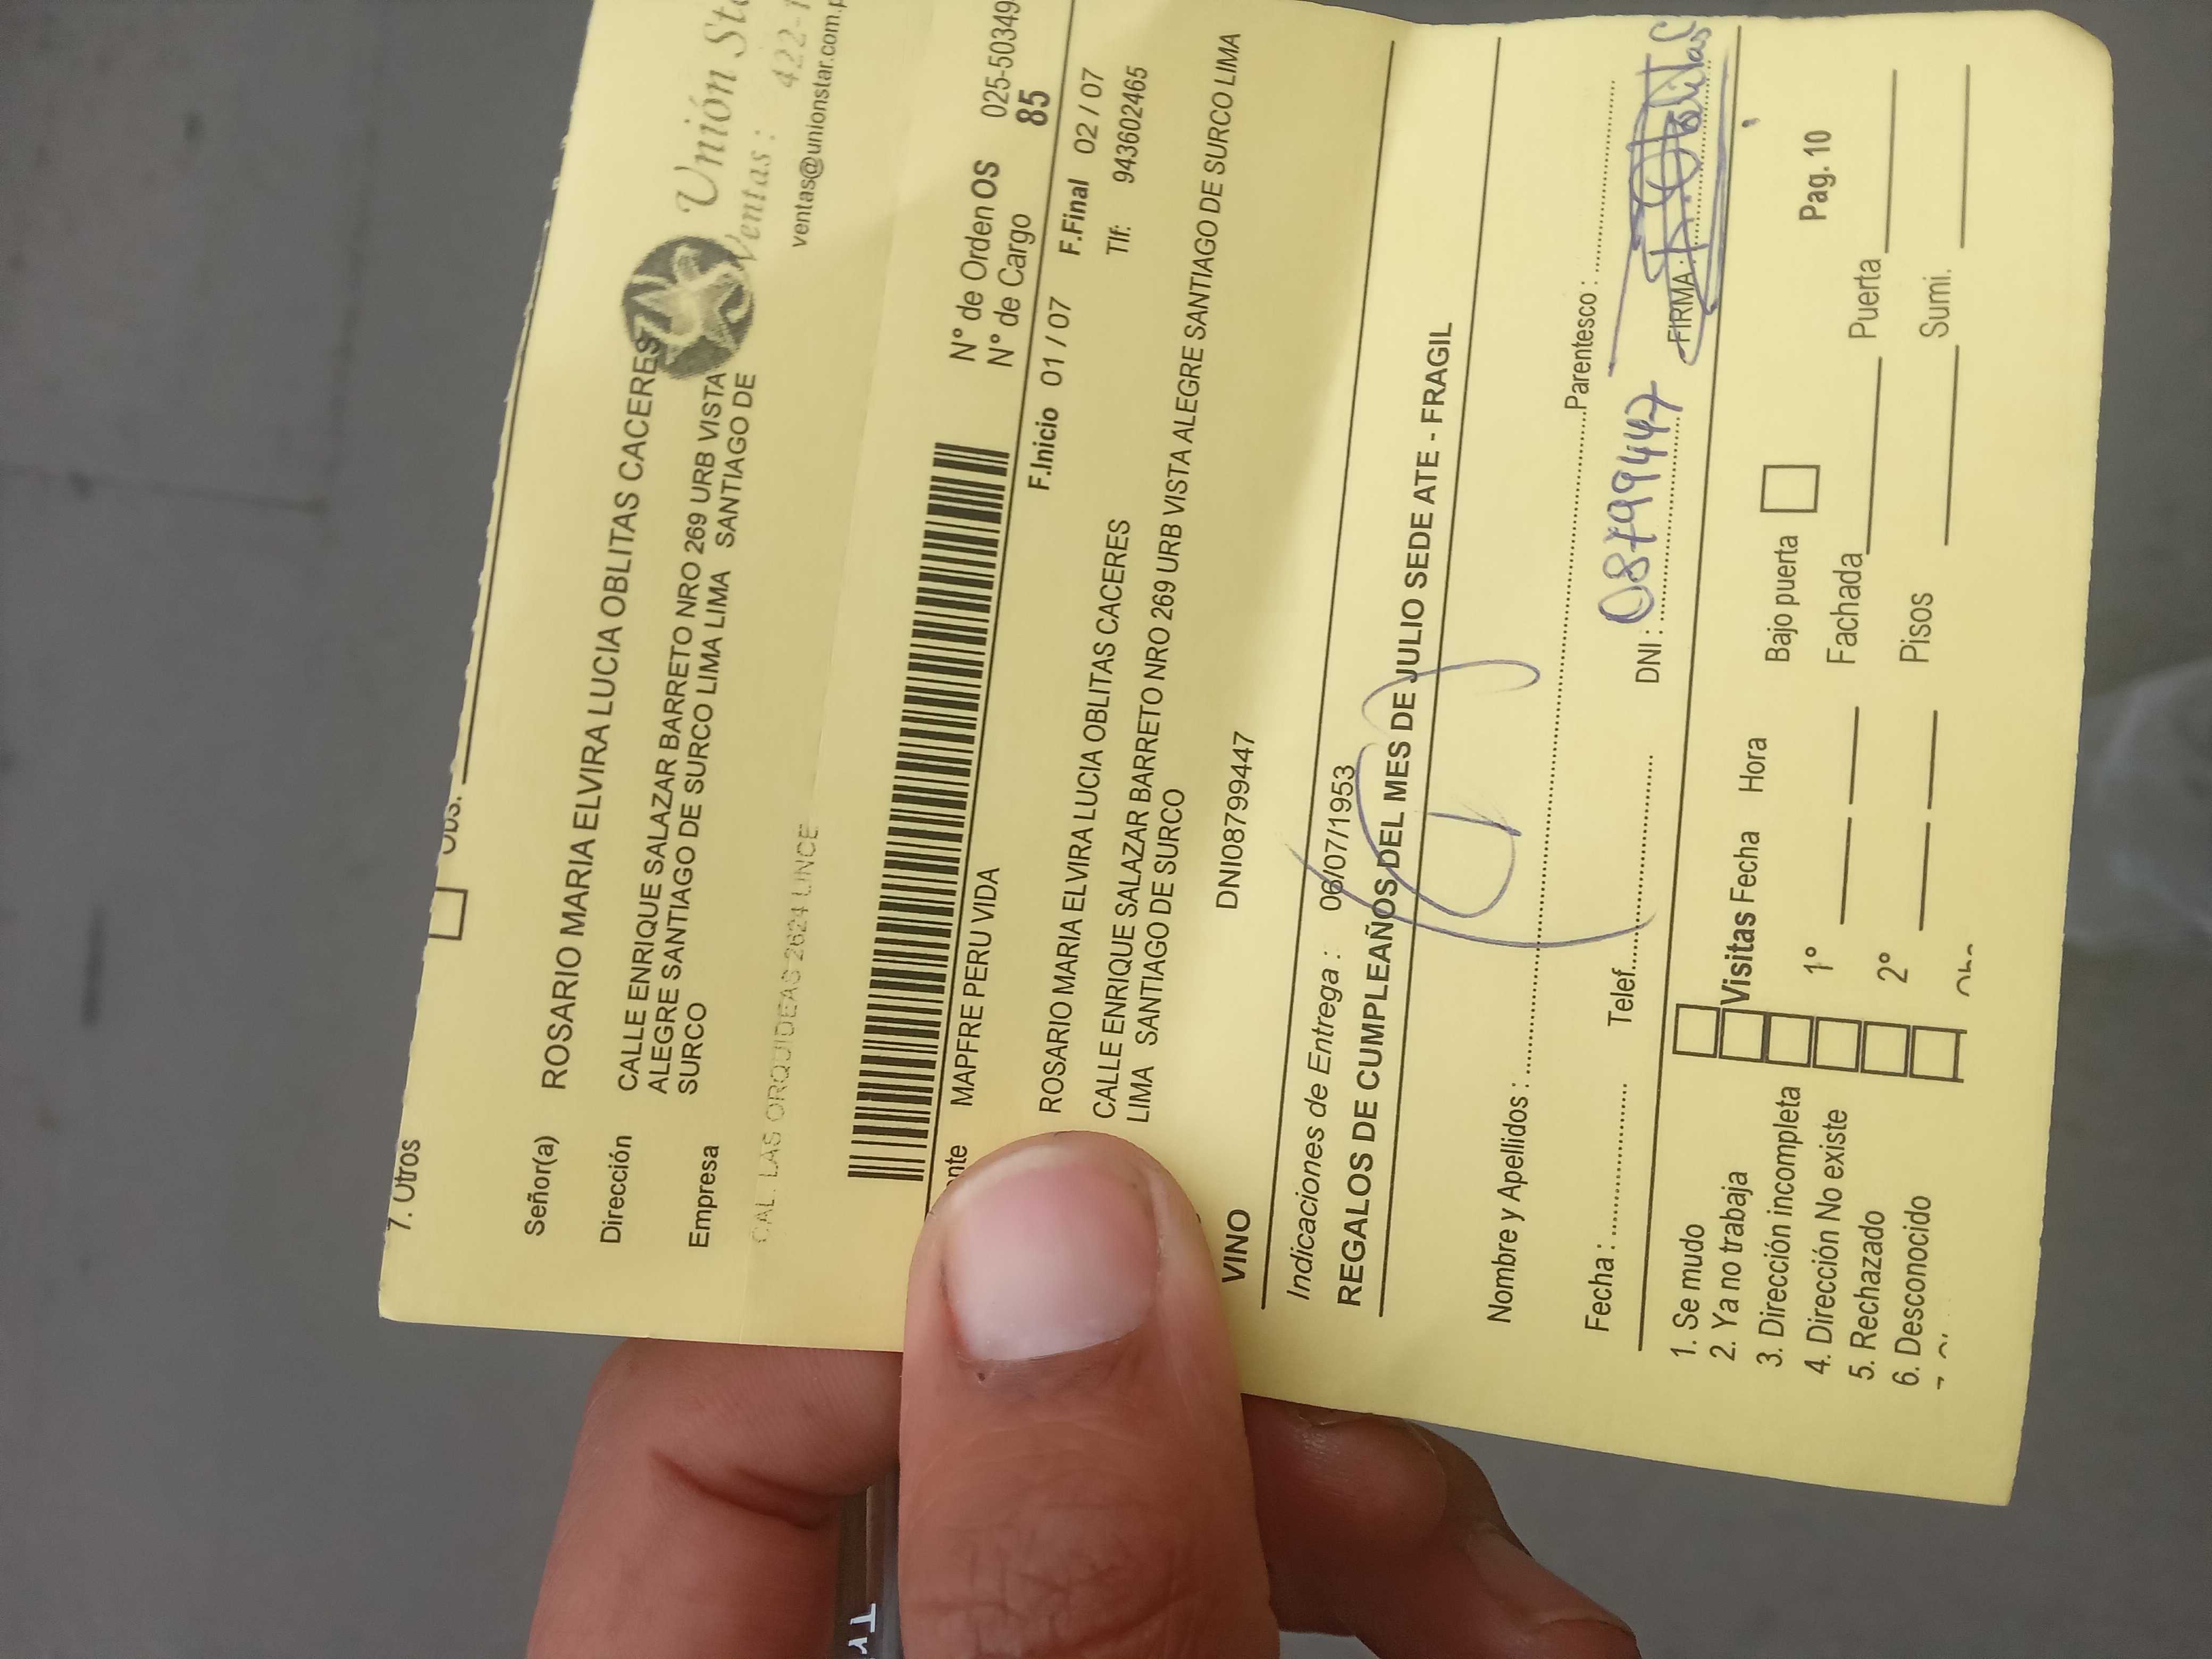 7. Otros
Obs.
Señor(a) ROSARIO MARIA ELVIRA LUCIA OBLITAS CACERES
Dirección CALLE ENRIQUE SALAZAR BARRETO NRO 269 URB VISTA
ALEGRE SANTIAGO DE SURCO LIMA LIMA SANTIAGO DE
Empresa SURCO
Unión
Ventas : 422-1
CAL. LAS ORQUIDEAS 2624 LINCE
ventas@unionstar.com.p
N° de Orden OS 025-50349
N° de Cargo 85
MAPFRE PERU VIDA
F.Inicio 01 / 07 F.Final 02 / 07
ROSARIO MARIA ELVIRA LUCIA OBLITAS CACERES Tlf: 943602465
CALLE ENRIQUE SALAZAR BARRETO NRO 269 URB VISTA ALEGRE SANTIAGO DE SURCO LIMA
LIMA SANTIAGO DE SURCO
VINO DNI08799447
Indicaciones de Entrega : 06/07/1953
REGALOS DE CUMPLEAÑOS DEL MES DE JULIO SEDE ATE - FRAGIL
Nombre y Apellidos : Parentesco :
Fecha : Telef. DNI : 08799447 FIRMA :
1. Se mudo
2. Ya no trabaja Visitas Fecha Hora Bajo puerta Pag. 10
3. Dirección incompleta
4. Dirección No existe 1° Fachada Puerta
5. Rechazado
6. Desconocido 2° Pisos Sumi.